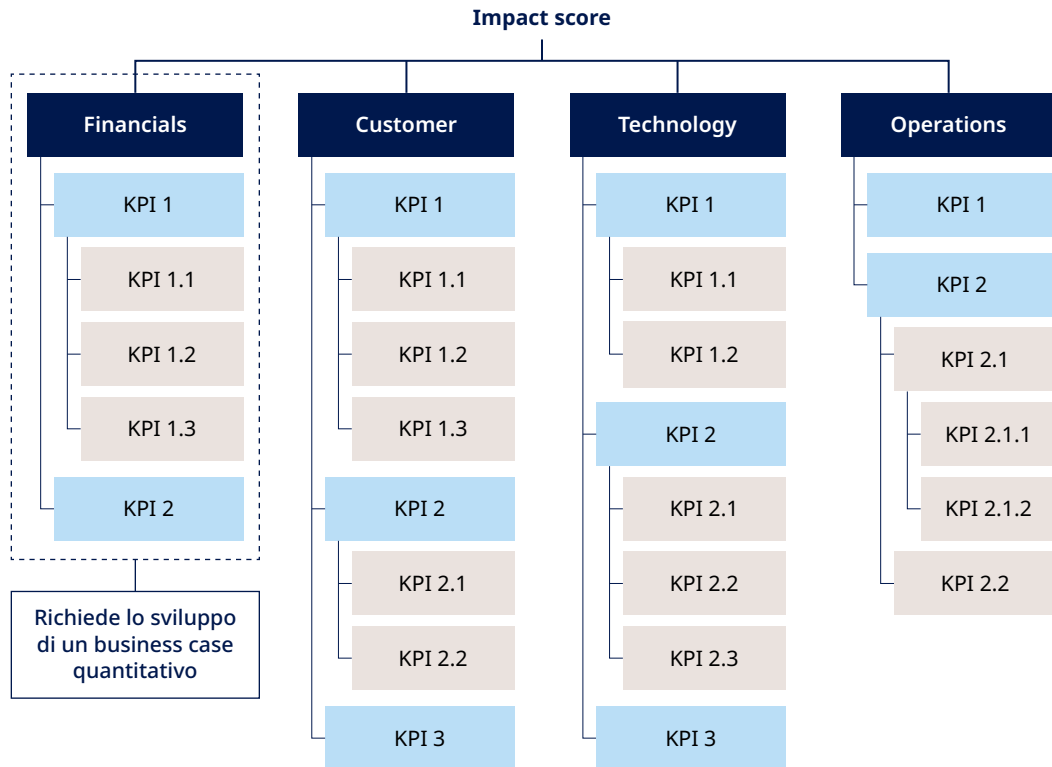 Impact score
Financials
KPI 1
KPI 1.1
KPI 1.2
KPI 1.3
KPI 2
Richiede lo sviluppo
di un business case
quantitativo
Customer
KPI 1
KPI 1.1
KPI 1.2
KPI 1.3
KPI 2
KPI 2.1
KPI 2.2
KPI 3
Technology
KPI 1
KPI 1.1
KPI 1.2
KPI 2
KPI 2.1
KPI 2.2
KPI 2.3
KPI 3
Operations
KPI 1
KPI 2
KPI 2.1
KPI 2.1.1
KPI 2.1.2
KPI 2.2